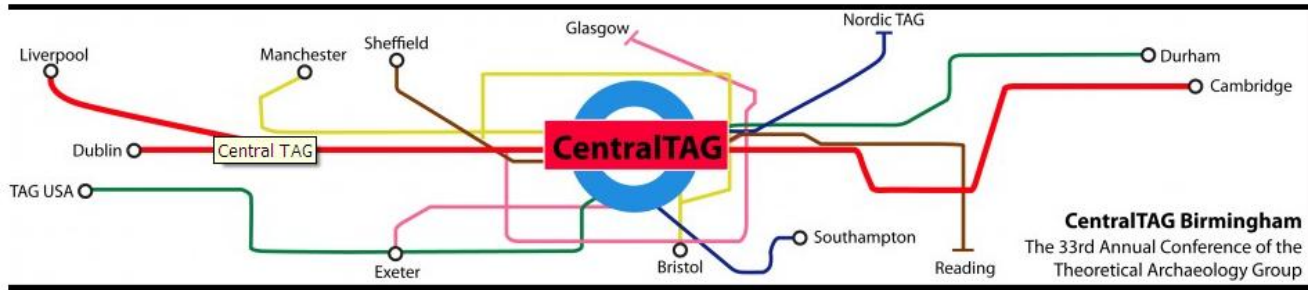 Liverpool
Manchester
Sheffield
Glasgow
Nordic TAG
Durham
Cambridge
Dublin
Central TAG
CentralTAG
TAG USA
Exeter
Bristol
Southampton
Reading
CentralTAG Birmingham
The 33rd Annual Conference of the
Theoretical Archaeology Group